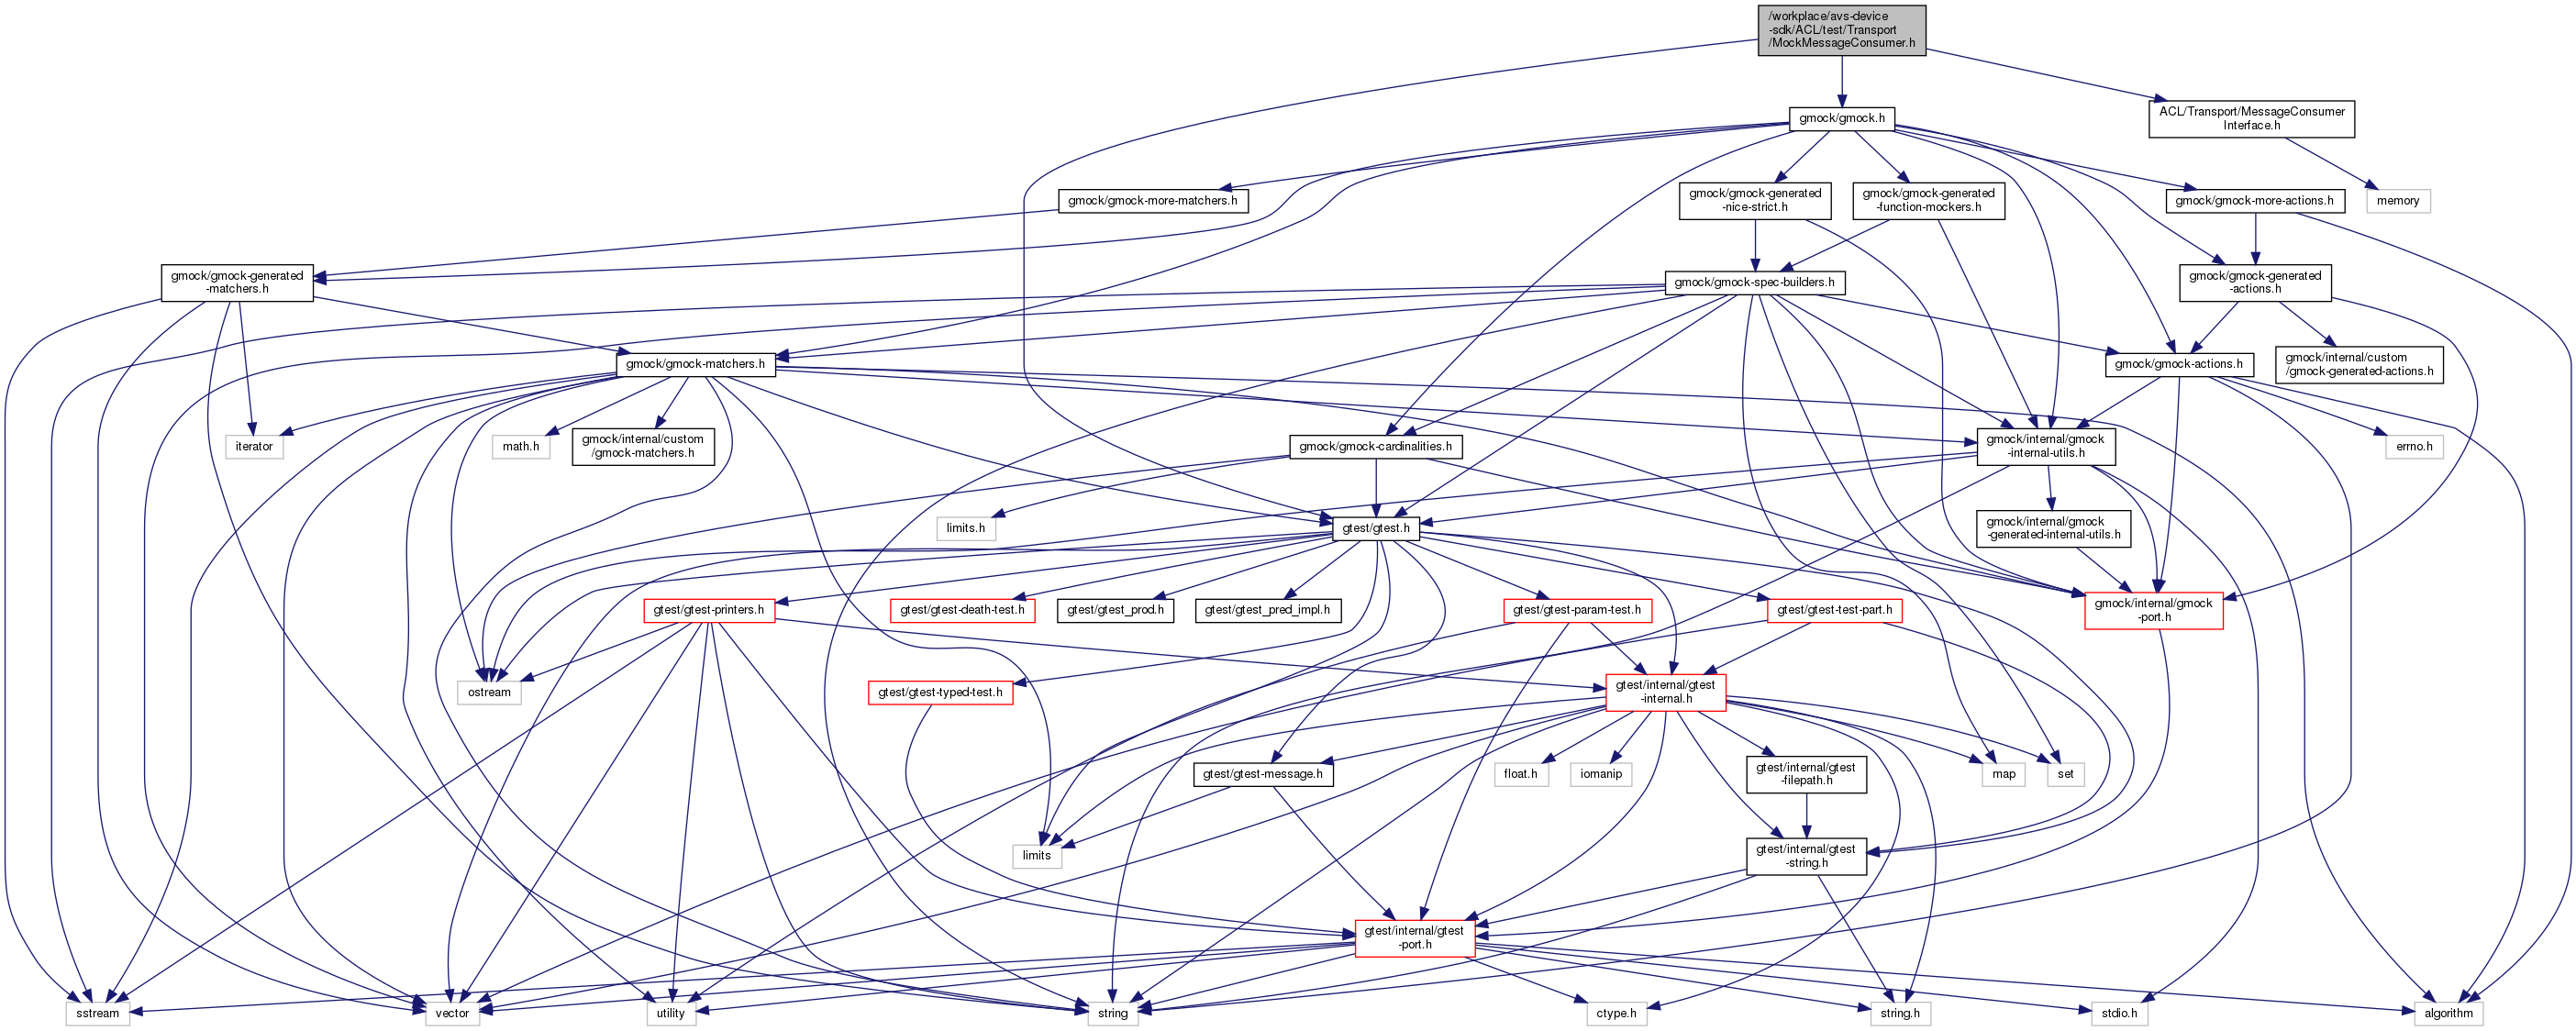 /workplace/avs-device
-sdk/ACL/test/Transport
/MockMessageConsumer.h
gmock/gmock.h
ACL/Transport/MessageConsumer
Interface.h
gmock/gmock-more-matchers.h
gmock/gmock-generated
-nice-strict.h
gmock/gmock-generated
-function-mockers.h
gmock/gmock-more-actions.h
memory
gmock/gmock-generated
-matchers.h
gmock/gmock-spec-builders.h
gmock/gmock-generated
-actions.h
gmock/gmock-matchers.h
gmock/gmock-actions.h
gmock/internal/custom
/gmock-generated-actions.h
iterator
math.h
gmock/internal/custom
/gmock-matchers.h
gmock/gmock-cardinalities.h
gmock/internal/gmock
-internal-utils.h
errno.h
limits.h
gtest/gtest.h
gmock/internal/gmock
-generated-internal-utils.h
gtest/gtest-printers.h
gtest/gtest-death-test.h
gtest/gtest_prod.h
gtest/gtest_pred_impl.h
gtest/gtest-param-test.h
gtest/gtest-test-part.h
gmock/internal/gmock
-port.h
ostream
gtest/gtest-typed-test.h
gtest/internal/gtest
-internal.h
gtest/gtest-message.h
float.h
iomanip
gtest/internal/gtest
-filepath.h
map
set
limits
gtest/internal/gtest
-string.h
gtest/internal/gtest
-port.h
sstream
vector
utility
string
ctype.h
string.h
stdio.h
algorithm